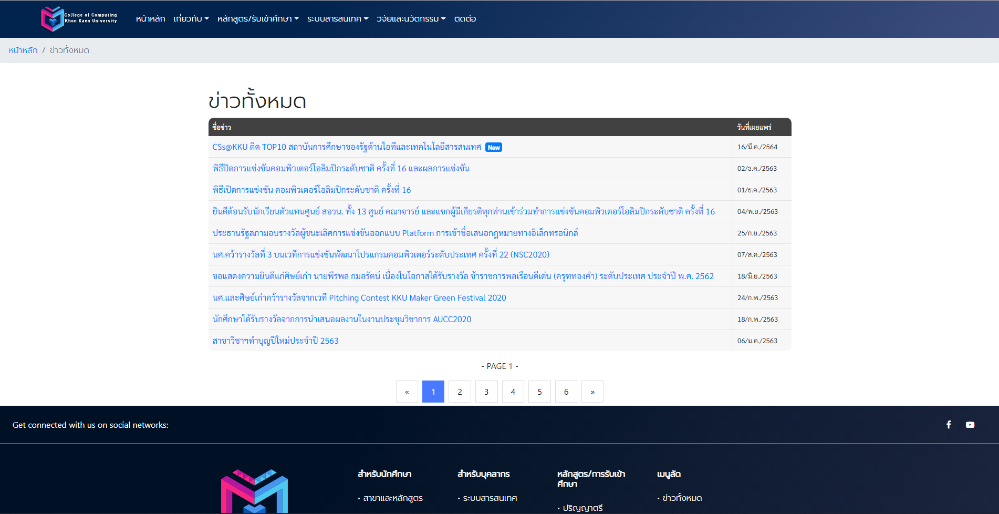 College of Computing
Khon Kaen University
หน้าหลัก เกี่ยวกับ หลักสูตร/รับเข้าศึกษา ระบบสารสนเทศ วิจัยและนวัตกรรม ติดต่อ
หน้าหลัก / ข่าวทั้งหมด
ข่าวทั้งหมด
ชื่อข่าว วันที่เผยแพร่
CSs@KKU ติด TOP10 สถาบันการศึกษาของรัฐด้านไอทีและเทคโนโลยีสารสนเทศ New 16/มี.ค./2564
พิธีปิดการแข่งขันคอมพิวเตอร์โอลิมปิกระดับชาติ ครั้งที่ 16 และผลการแข่งขัน 02/ธ.ค./2563
พิธีเปิดการแข่งขัน คอมพิวเตอร์โอลิมปิกระดับชาติ ครั้งที่ 16 01/ธ.ค./2563
ยินดีต้อนรับนักเรียนตัวแทนศูนย์ สอวน. ทั้ง 13 ศูนย์ คณาจารย์ และแขกผู้มีเกียรติทุกท่านเข้าร่วมทำการแข่งขันคอมพิวเตอร์โอลิมปิกระดับชาติ ครั้งที่ 16 04/พ.ย./2563
ประธานรัฐสภามอบรางวัลผู้ชนะเลิศการแข่งขันออกแบบ Platform การเข้าชื่อเสนอกฎหมายทางอิเล็กทรอนิกส์ 25/ก.ย./2563
นศ.คว้ารางวัลที่ 3 บนเวทีการแข่งขันพัฒนาโปรแกรมคอมพิวเตอร์ระดับประเทศ ครั้งที่ 22 (NSC2020) 07/ส.ค./2563
ขอแสดงความยินดีแก่ศิษย์เก่า นายพีรพล กมลรัตน์ เนื่องในโอกาสได้รับรางวัล ข้าราชการพลเรือนดีเด่น (ครุฑทองคำ) ระดับประเทศ ประจำปี พ.ศ. 2562 18/มิ.ย./2563
นศ.และศิษย์เก่าคว้ารางวัลจากเวที Pitching Contest KKU Maker Green Festival 2020 24/ก.พ./2563
นักศึกษาได้รับรางวัลจากการนำเสนอผลงานในงานประชุมวิชาการ AUCC2020 18/ก.พ./2563
สาขาวิชาฯทำบุญปีใหม่ประจำปี 2563 06/ม.ค./2563
- PAGE 1 -
« 1 2 3 4 5 6 »
Get connected with us on social networks:
สำหรับนักศึกษา สำหรับบุคลากร หลักสูตร/การรับเข้า เมนูลัด
ศึกษา
• สาขาและหลักสูตร • ระบบสารสนเทศ • ข่าวทั้งหมด
• ปริญญาตรี